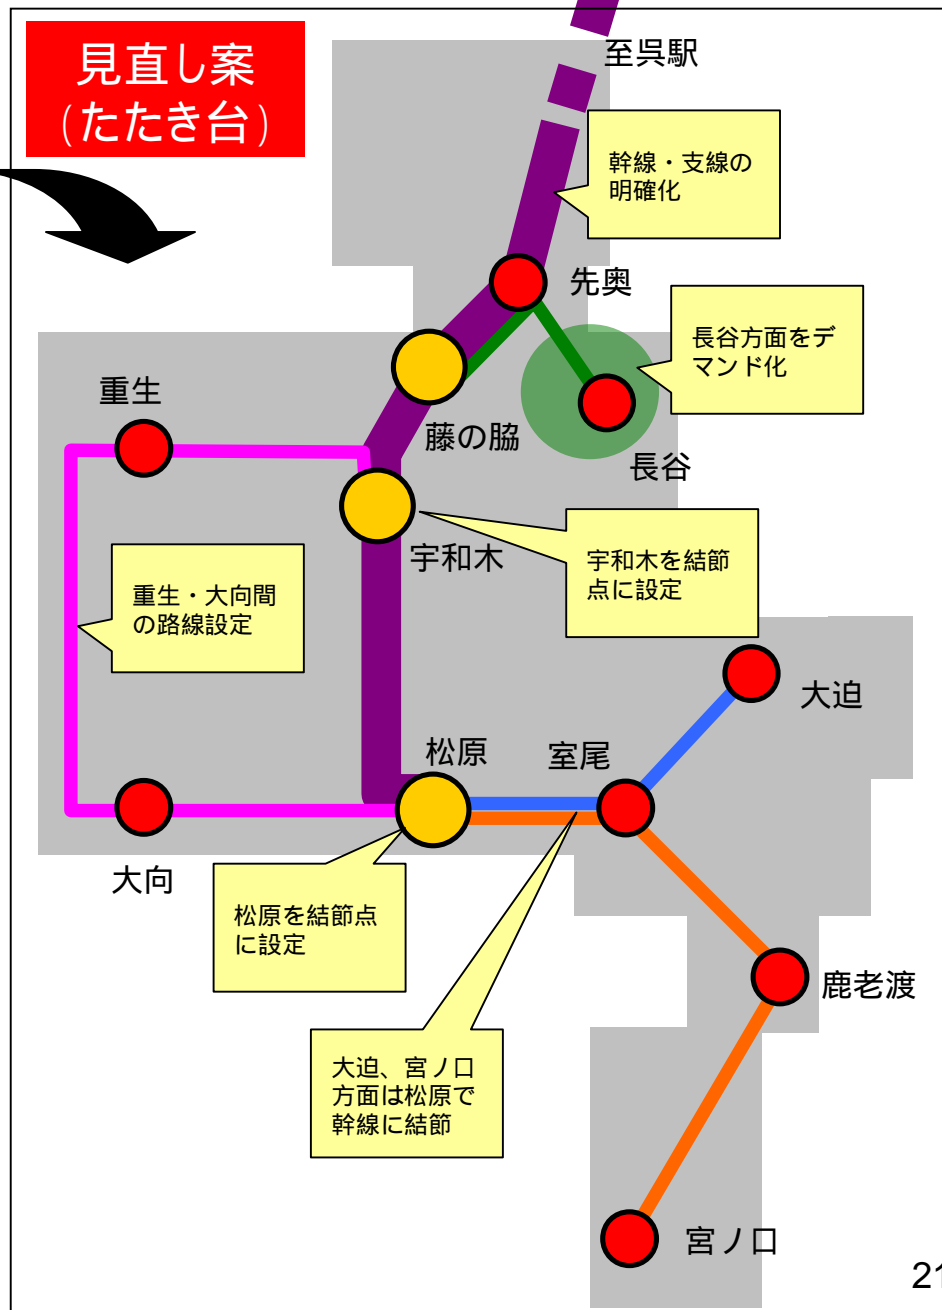 見直し案
(たたき台)
至呉駅
幹線・支線の
明確化
先奥
長谷方面をデ
マンド化
重生
藤の脇
長谷
宇和木
宇和木を結節
点に設定
重生・大向間
の路線設定
大迫
松原
室尾
大向
松原を結節点
に設定
鹿老渡
大迫、宮ノ口
方面は松原で
幹線に結節
宮ノ口
21